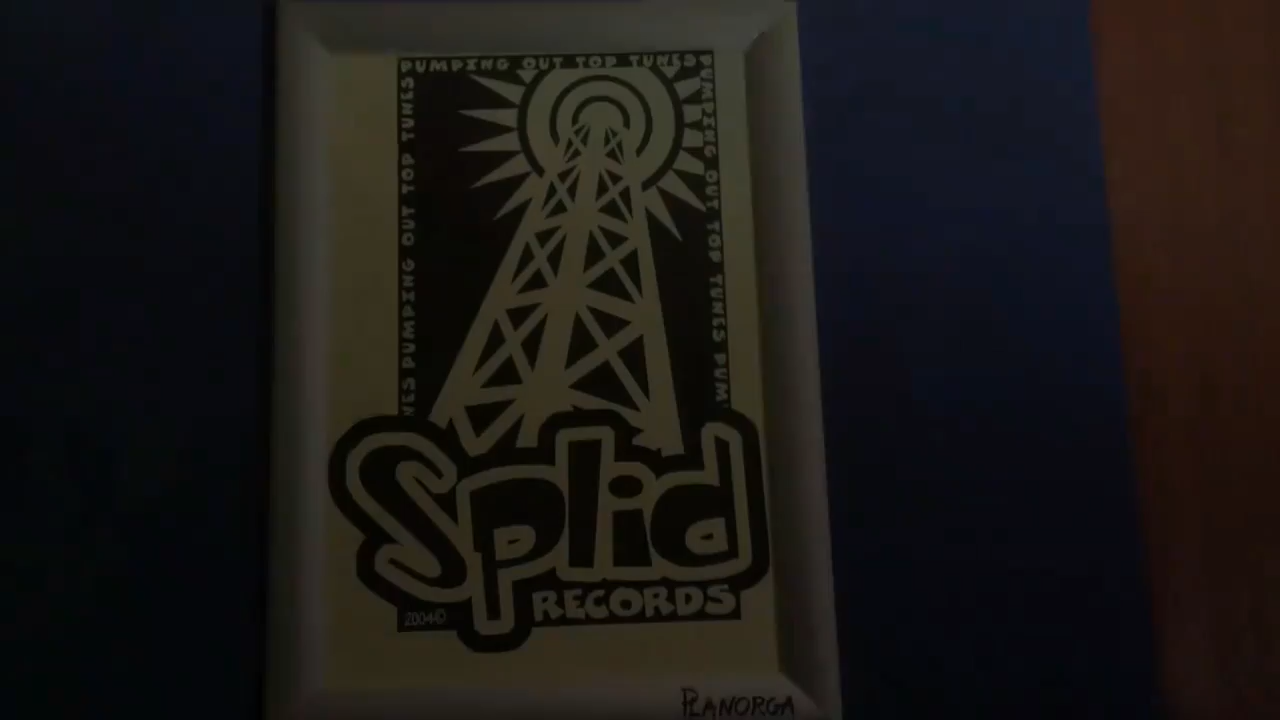 PUMPING OUT TOP TUNES
PUMPING OUT TOP TUNES PUM
NES PUMPING OUT TOP TUNES
Splid
RECORDS
2004©
PLANORGA